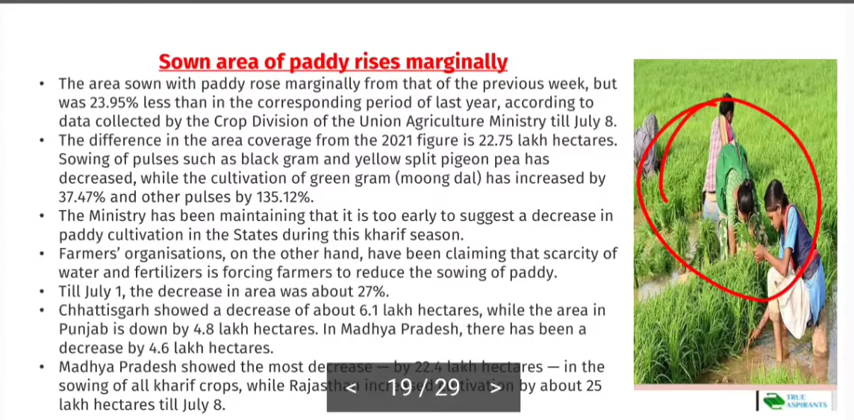 Sown area of paddy rises marginally
• The area sown with paddy rose marginally from that of the previous week, but
was 23.95% less than in the corresponding period of last year, according to
data collected by the Crop Division of the Union Agriculture Ministry till July 8.
• The difference in the area coverage from the 2021 figure is 22.75 lakh hectares.
Sowing of pulses such as black gram and yellow split pigeon pea has
decreased, while the cultivation of green gram (moong dal) has increased by
37.47% and other pulses by 135.12%.
• The Ministry has been maintaining that it is too early to suggest a decrease in
paddy cultivation in the States during this kharif season.
• Farmers' organisations, on the other hand, have been claiming that scarcity of
water and fertilizers is forcing farmers to reduce the sowing of paddy.
• Till July 1, the decrease in area was about 27%.
• Chhattisgarh showed a decrease of about 6.1 lakh hectares, while the area in
Punjab is down by 4.8 lakh hectares. In Madhya Pradesh, there has been a
decrease by 4.6 lakh hectares.
• Madhya Pradesh showed the most decrease — by 22.4 lakh hectares — in the
sowing of all kharif crops, while Rajasthan increased cultivation by about 25
lakh hectares till July 8.
< 19 / 29 >
TRUE
ASPIRANTS